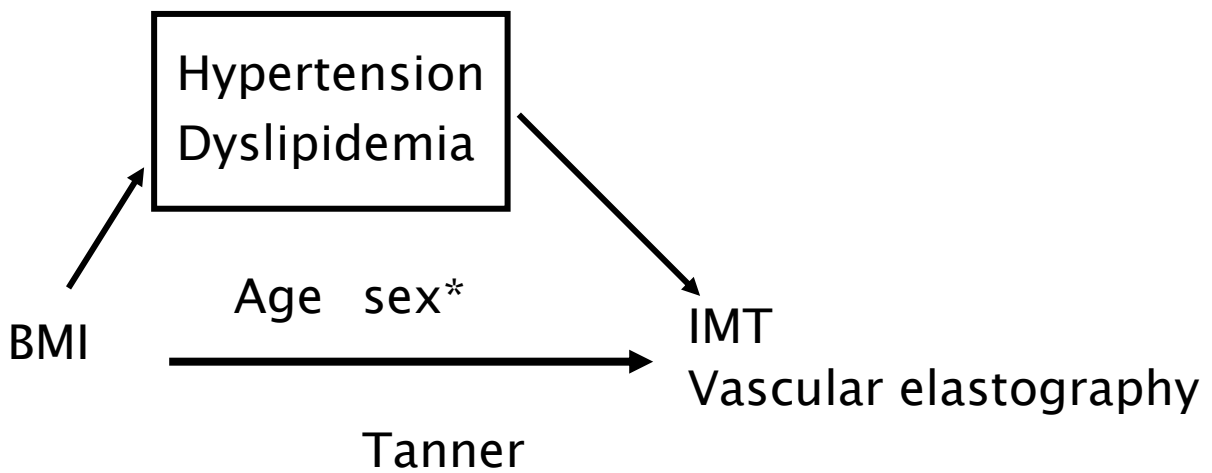 Hypertension
Dyslipidemia
Age sex*
BMI
IMT
Vascular elastography
Tanner